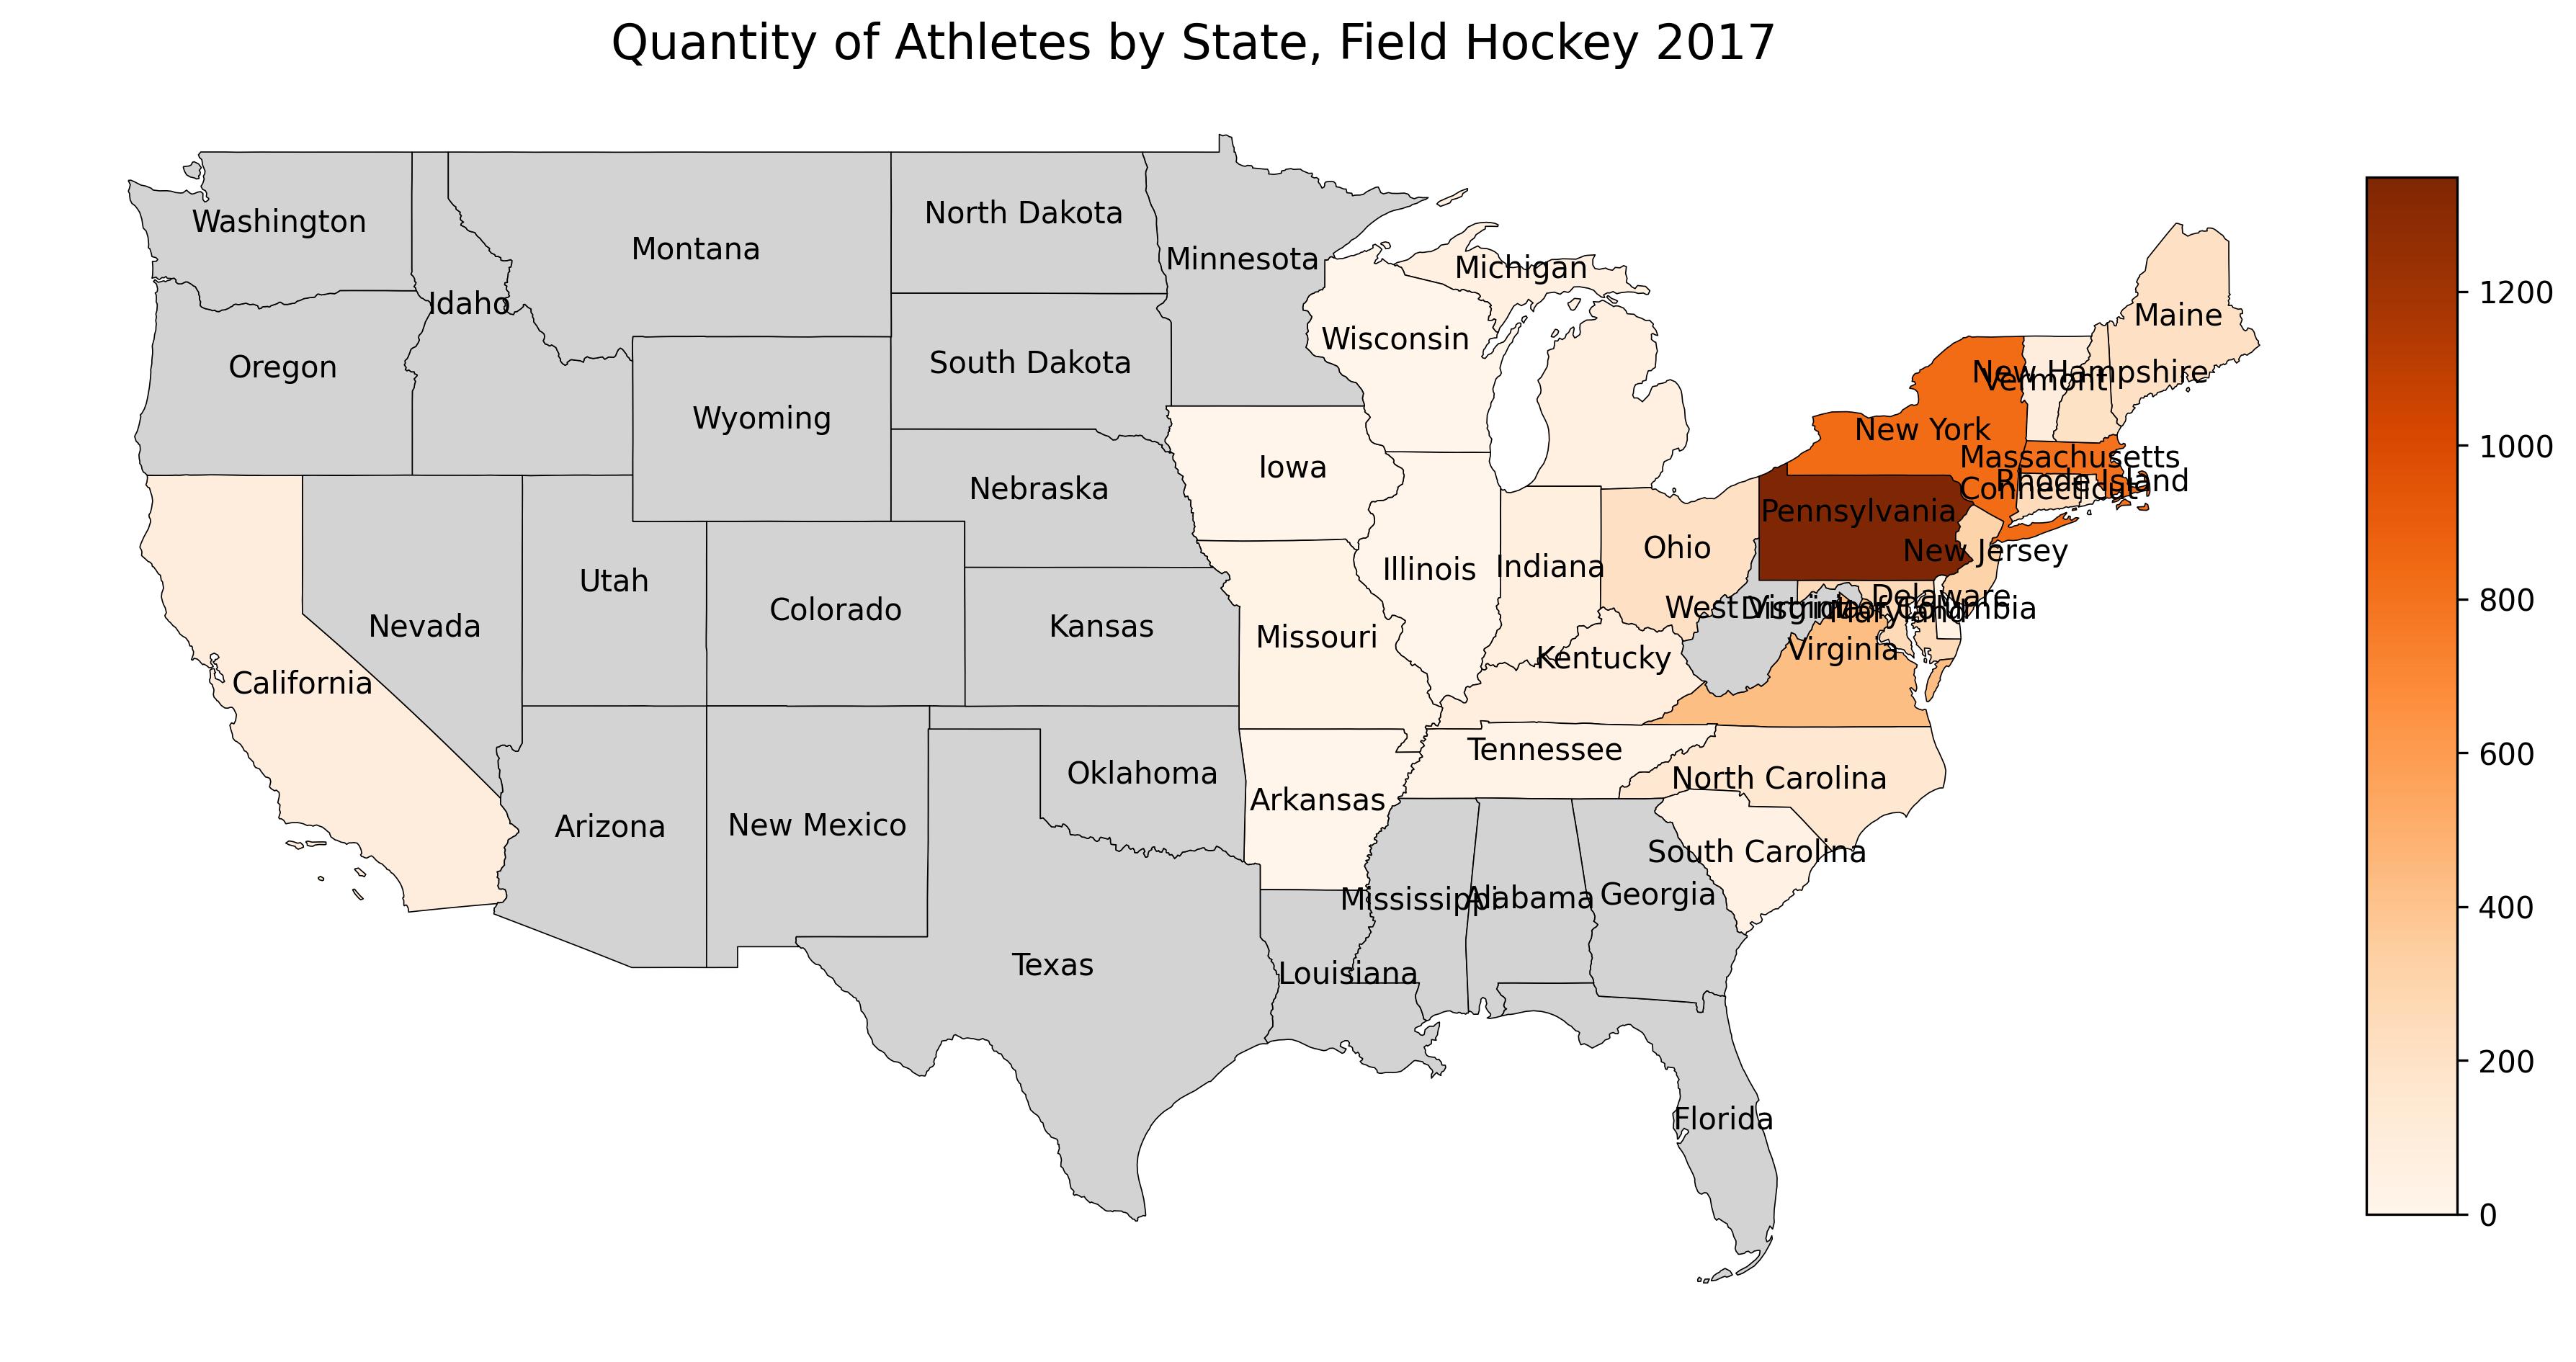 Quantity of Athletes by State, Field Hockey 2017
Washington
Montana
North Dakota
Minnesota
Michigan
Idaho
Maine
Oregon
South Dakota
Wisconsin
New Hampshire
Vermont
Wyoming
New York
Iowa
Massachusetts
Rhode Island
Connecticut
Nebraska
Pennsylvania
Ohio
New Jersey
Utah
Illinois
Indiana
Delaware
Colorado
West Virginia
District of Columbia
Maryland
Nevada
Kansas
Missouri
Virginia
Kentucky
California
Tennessee
Oklahoma
North Carolina
Arkansas
Arizona
New Mexico
South Carolina
Mississippi
Alabama
Georgia
Texas
Louisiana
Florida
1200
1000
800
600
400
200
0